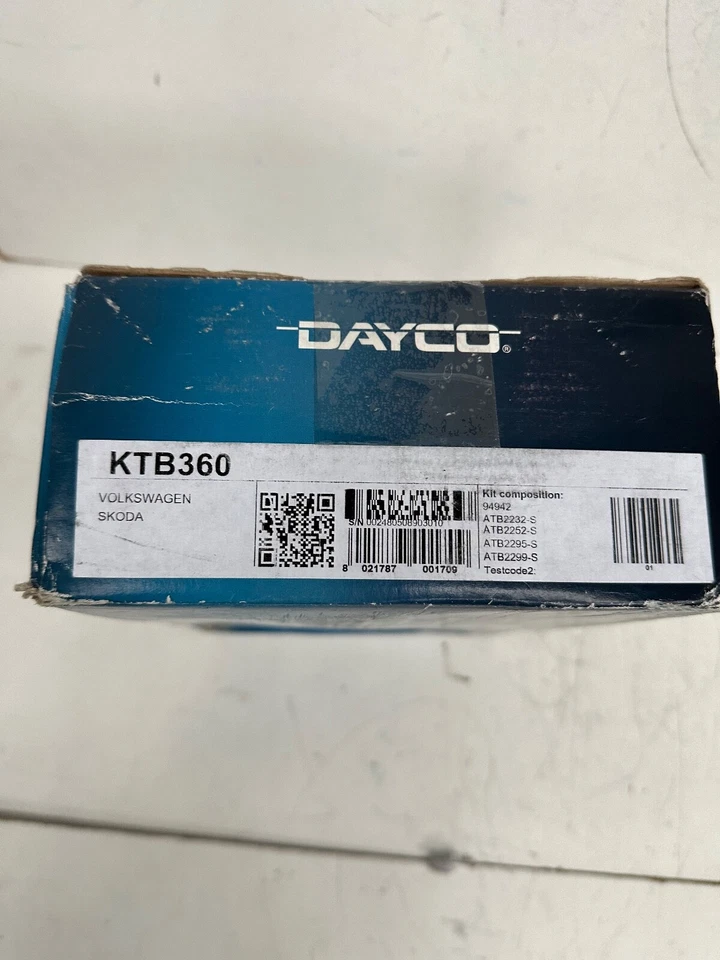 DAYCO®
KTB360
VOLKSWAGEN
SKODA
S/N 002480508903010
8 021787 001709
Kit composition:
94942
ATB2232-S
ATB2252-S
ATB2295-S
ATB2299-S
Testcode2:
01